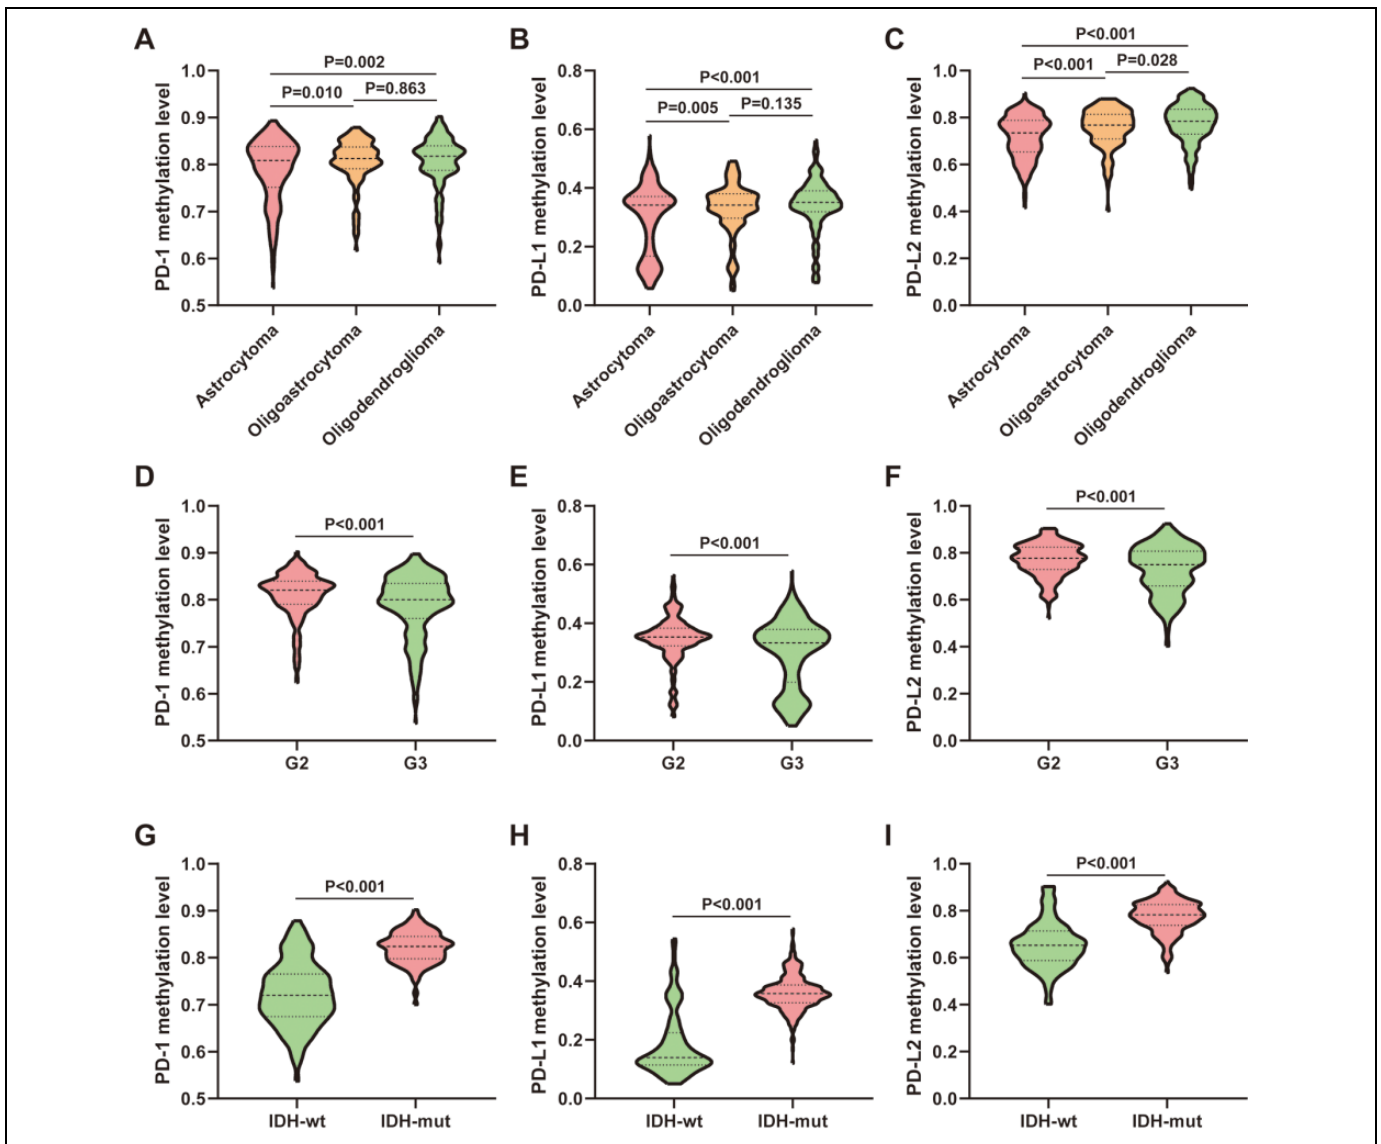 A
B
C
P=0.002
P=0.010
P=0.863
PD-1 methylation level
1.0
0.9
0.8
0.7
0.6
0.5
Astrocytoma
Oligoastrocytoma
Oligodendroglioma
P<0.001
P=0.005
P=0.135
PD-L1 methylation level
0.8
0.6
0.4
0.2
0.0
Astrocytoma
Oligoastrocytoma
Oligodendroglioma
P<0.001
P<0.001
P=0.028
PD-L2 methylation level
1.0
0.8
0.6
0.4
0.2
0.0
Astrocytoma
Oligoastrocytoma
Oligodendroglioma
D
E
F
P<0.001
PD-1 methylation level
1.0
0.9
0.8
0.7
0.6
0.5
G2
G3
P<0.001
PD-L1 methylation level
0.8
0.6
0.4
0.2
0.0
G2
G3
P<0.001
PD-L2 methylation level
1.0
0.8
0.6
0.4
0.2
0.0
G2
G3
G
H
I
P<0.001
PD-1 methylation level
1.0
0.9
0.8
0.7
0.6
0.5
IDH-wt
IDH-mut
P<0.001
PD-L1 methylation level
0.8
0.6
0.4
0.2
0.0
IDH-wt
IDH-mut
P<0.001
PD-L2 methylation level
1.0
0.8
0.6
0.4
0.2
0.0
IDH-wt
IDH-mut